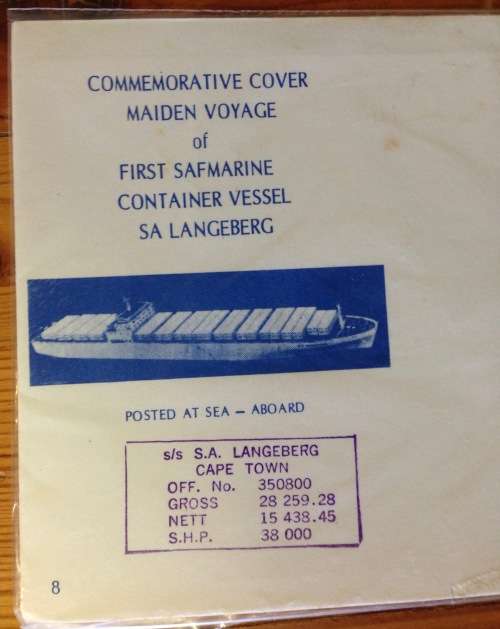 COMMEMORATIVE COVER
MAIDEN VOYAGE
of
FIRST SAFMARINE
CONTAINER VESSEL
SA LANGEBERG
POSTED AT SEA – ABOARD
s/s S.A. LANGEBERG
CAPE TOWN
OFF. No. 350800
GROSS 28 259.28
NETT 15 438.45
S.H.P. 38 000
8